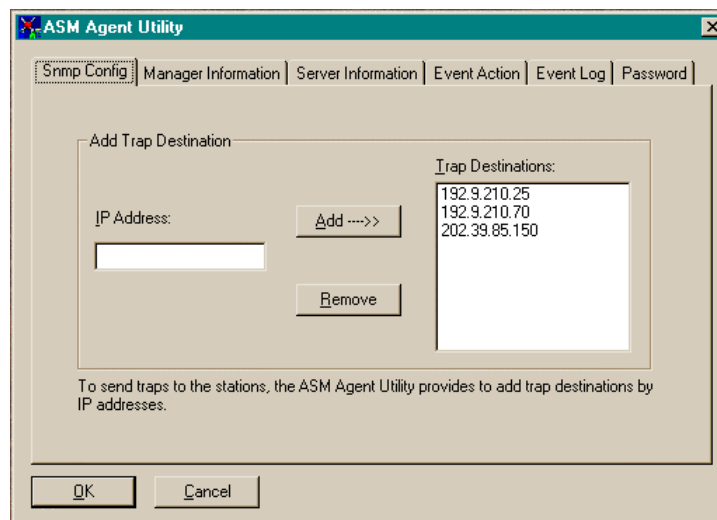 ASM Agent Utility
Snmp Config Manager Information Server Information Event Action Event Log Password
Add Trap Destination
Trap Destinations:
192.9.210.25
192.9.210.70
202.39.85.150
IP Address:
Add ---->>
Remove
To send traps to the stations, the ASM Agent Utility provides to add trap destinations by
IP addresses.
OK Cancel